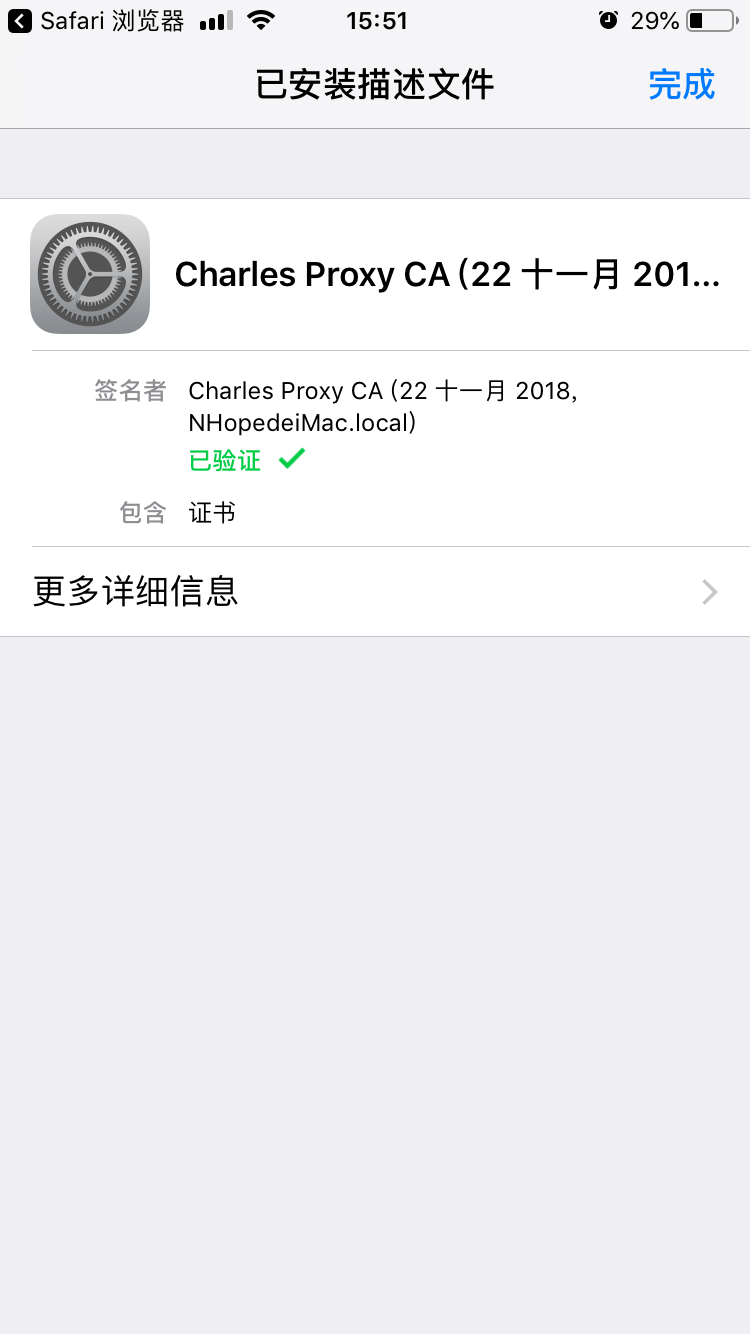 Safari 浏览器 15:51 29%
已安装描述文件 完成
Charles Proxy CA (22 十一月 201...
签名者 Charles Proxy CA (22 十一月 2018,
NHopedeiMac.local)
已验证
包含 证书
更多详细信息